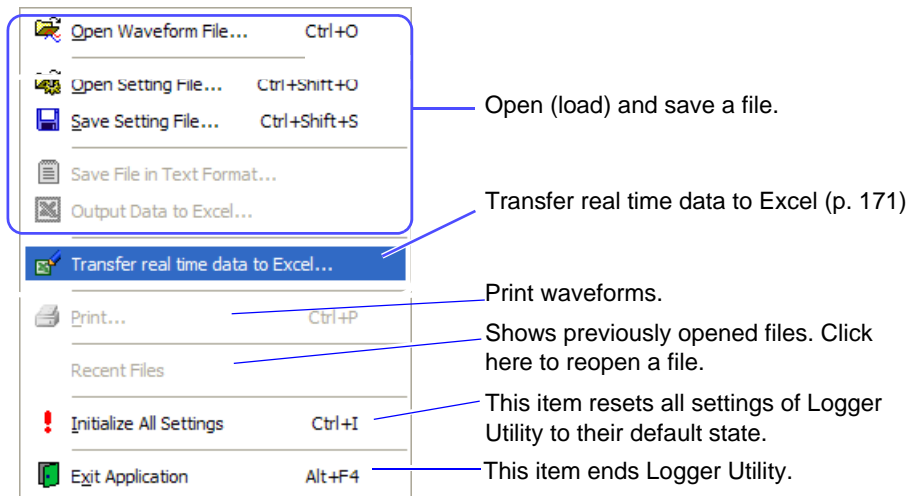 Open Waveform File... Ctrl+O
Open Setting File... Ctrl+Shift+O
Save Setting File... Ctrl+Shift+S
Open (load) and save a file.
Save File in Text Format...
Output Data to Excel...
Transfer real time data to Excel (p. 171)
Transfer real time data to Excel...
Print... Ctrl+P
Print waveforms.
Recent Files
Shows previously opened files. Click
here to reopen a file.
Initialize All Settings Ctrl+I
This item resets all settings of Logger
Utility to their default state.
Exit Application Alt+F4
This item ends Logger Utility.